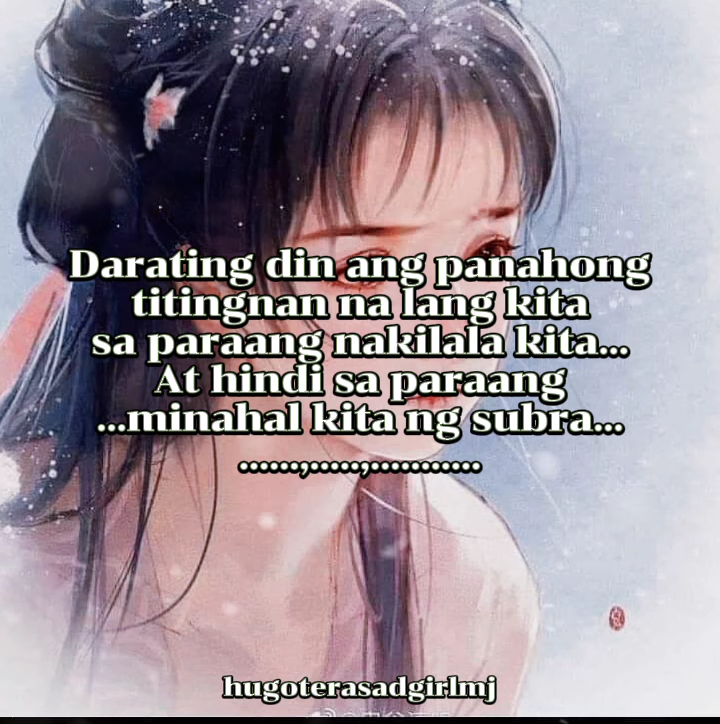 Darating din ang panahong
titingnan na lang kita
sa paraang nakilala kita...
At hindi sa paraang
...minahal kita ng subra...
......,.....,...........
hugoterasadgirlmj